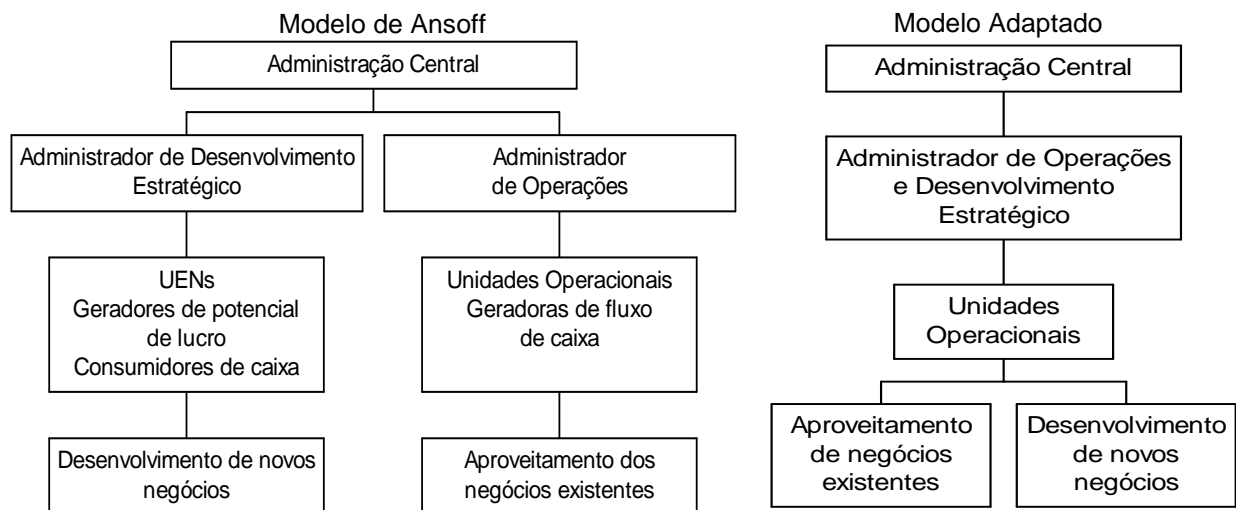 Modelo de Ansoff
Administração Central
Administrador de Desenvolvimento
Estratégico
Administrador
de Operações
UENs
Geradores de potencial
de lucro
Consumidores de caixa
Unidades Operacionais
Geradoras de fluxo
de caixa
Desenvolvimento de novos
negócios
Aproveitamento dos
negócios existentes
Modelo Adaptado
Administração Central
Administrador de Operações
e Desenvolvimento
Estratégico
Unidades
Operacionais
Aproveitamento
de negócios
existentes
Desenvolvimento
de novos
negócios